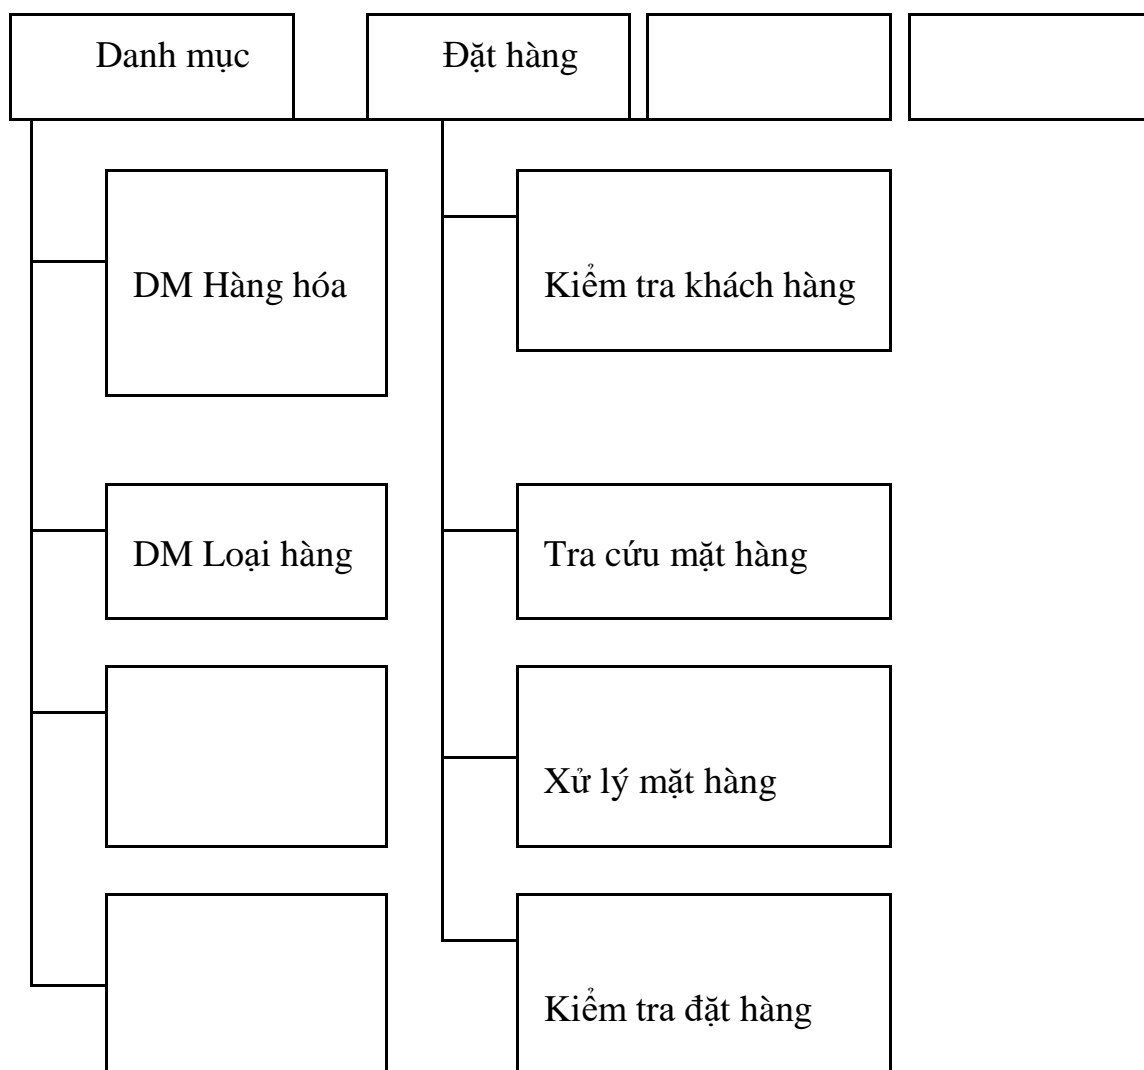 Danh mục
Đặt hàng
DM Hàng hóa
Kiểm tra khách hàng
DM Loại hàng
Tra cứu mặt hàng
Xử lý mặt hàng
Kiểm tra đặt hàng